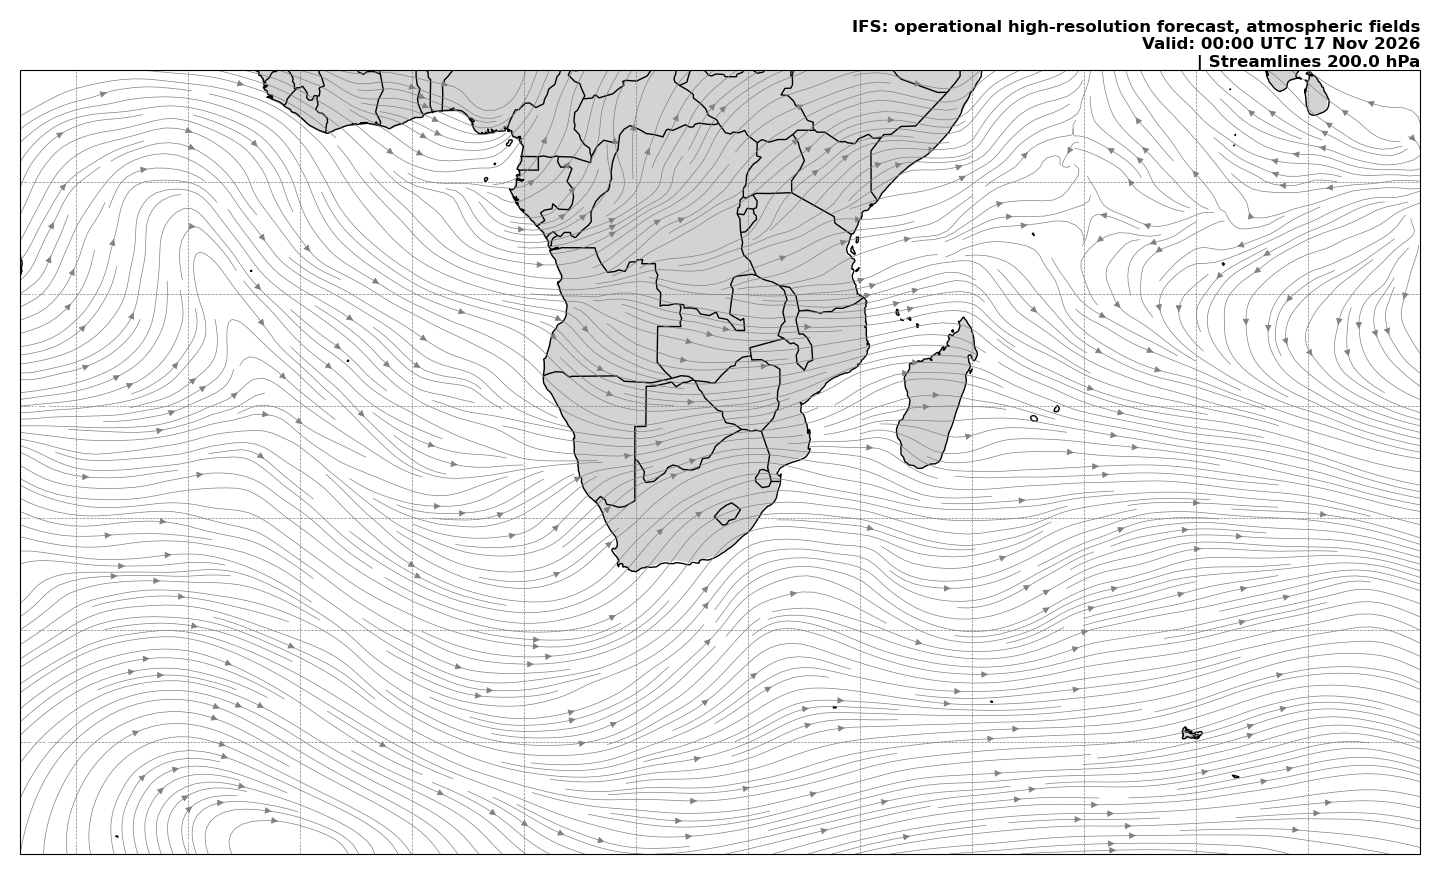 IFS: operational high-resolution forecast, atmospheric fields
Valid: 00:00 UTC 17 Nov 2026
| Streamlines 200.0 hPa